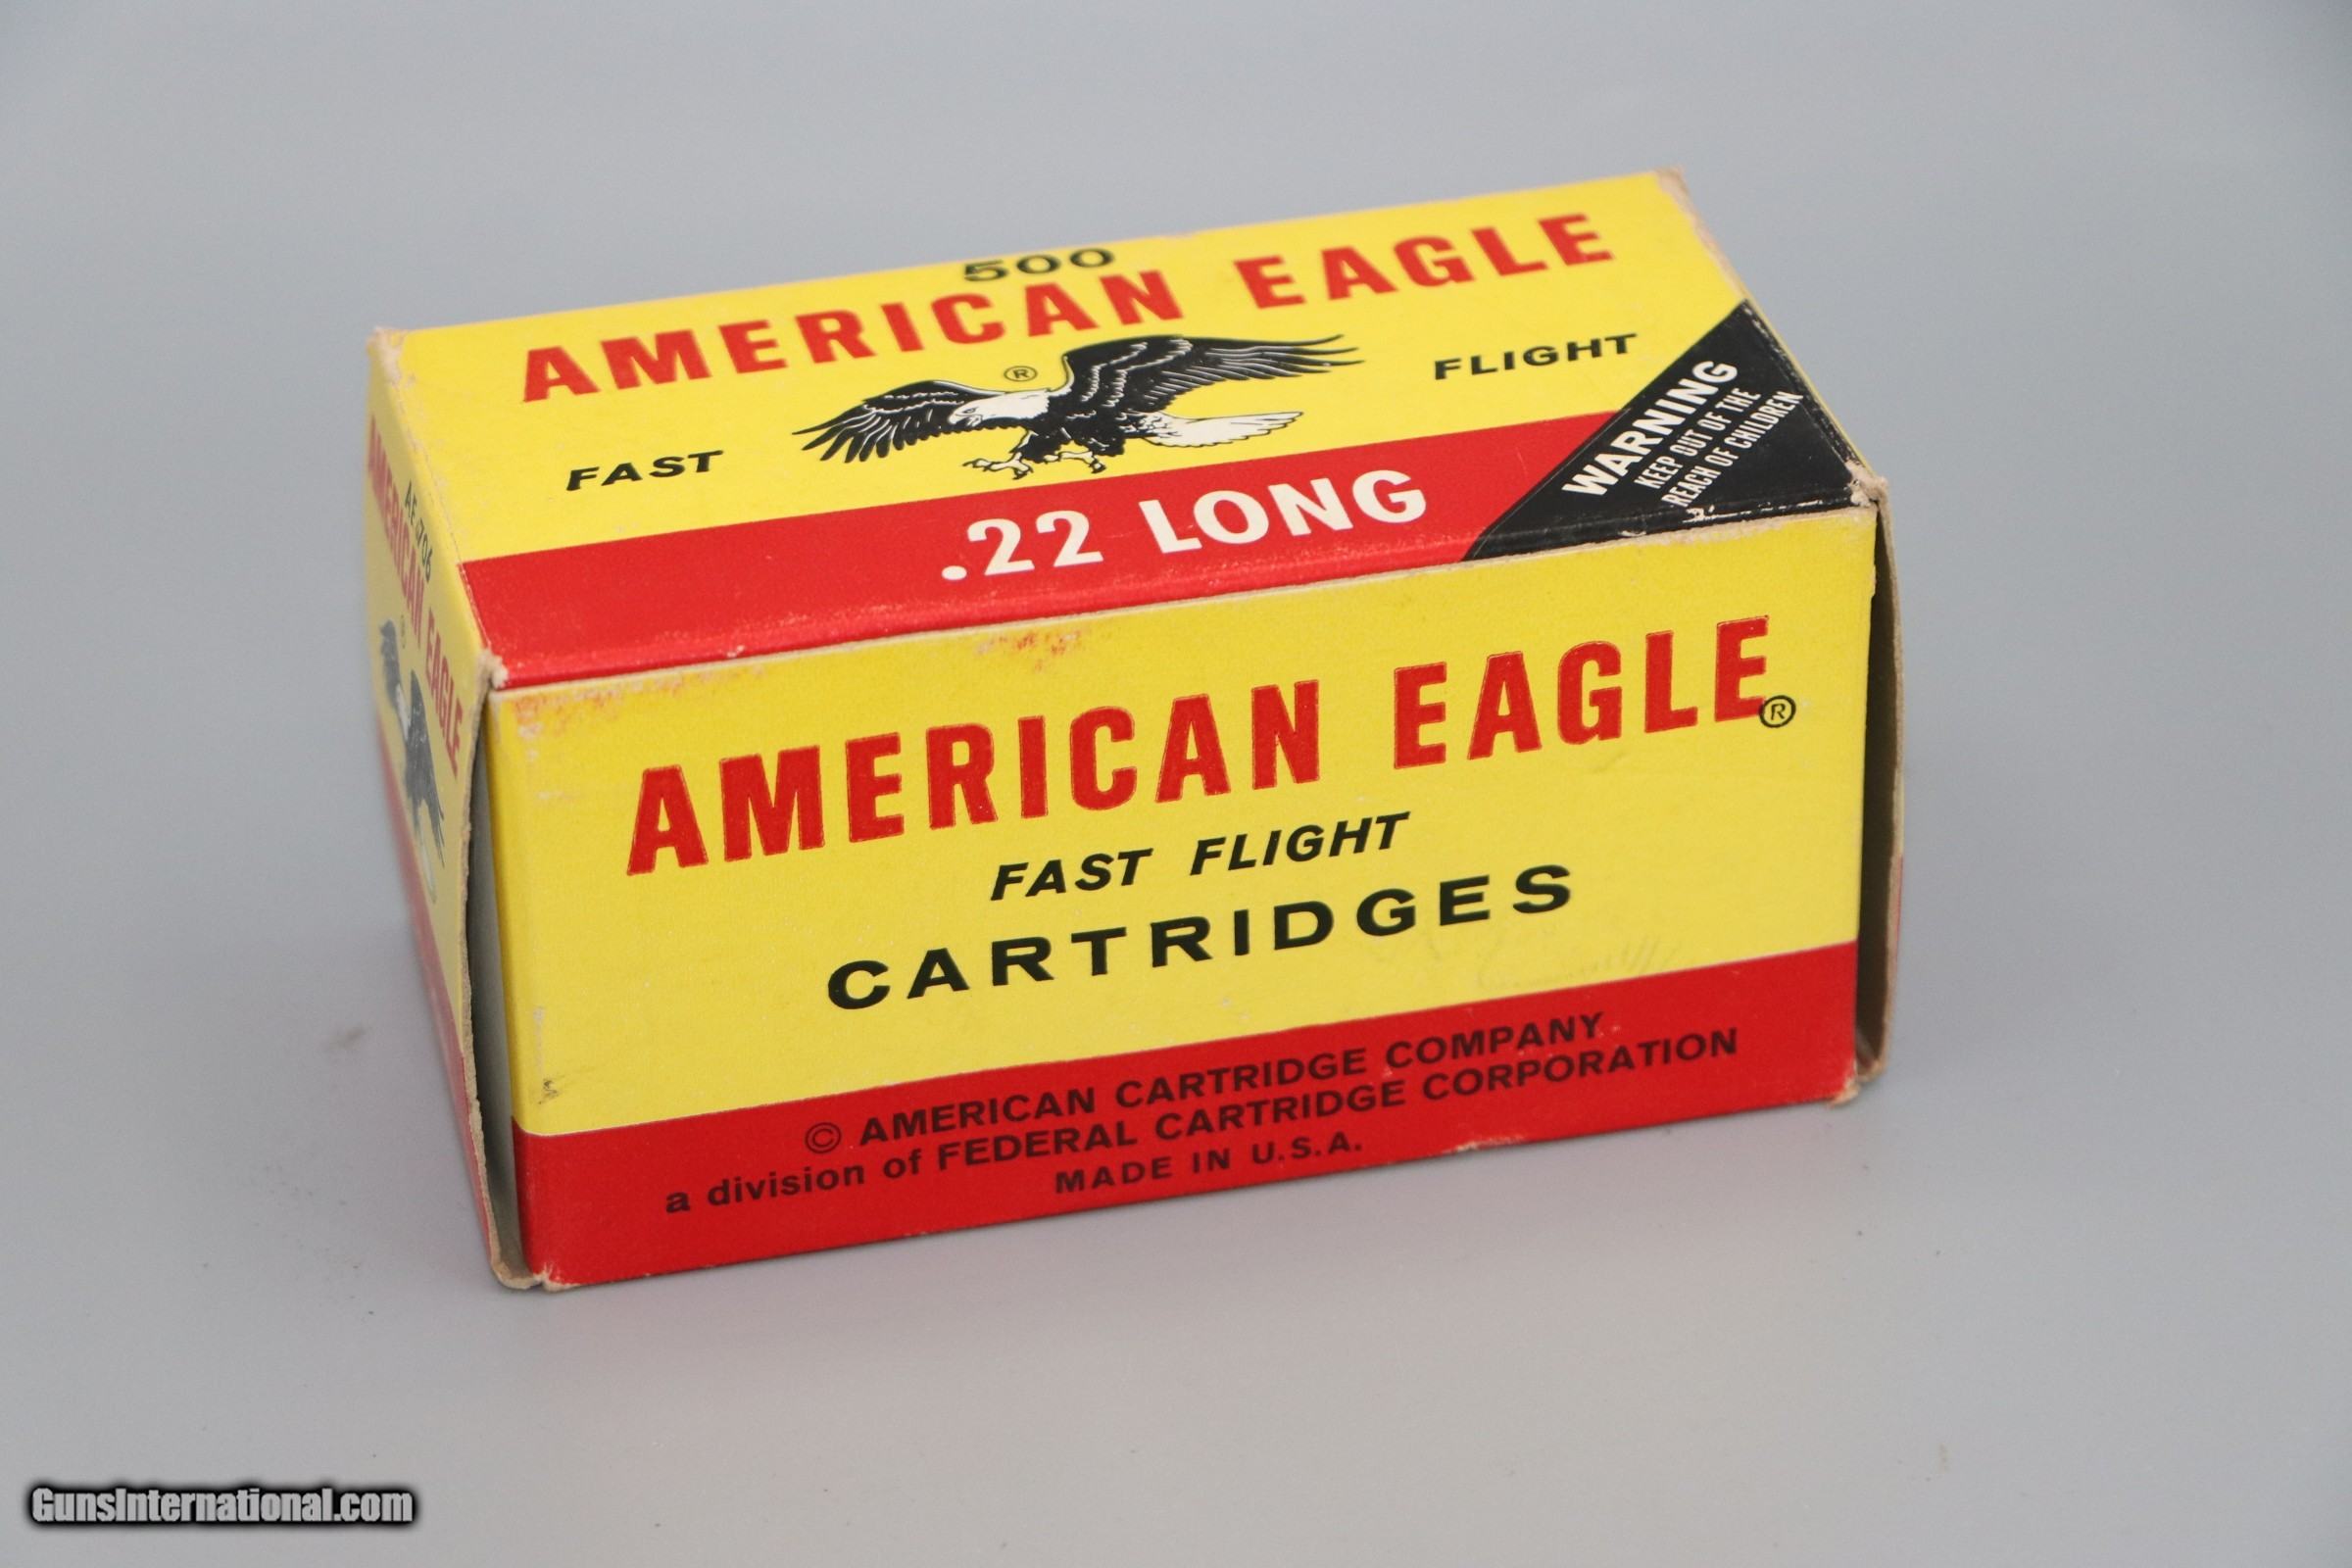 500
AMERICAN EAGLE
®
FAST FLIGHT
.22 LONG
WARNING
KEEP OUT OF THE
REACH OF CHILDREN
AMERICAN EAGLE®
FAST FLIGHT
CARTRIDGES
© AMERICAN CARTRIDGE COMPANY
a division of FEDERAL CARTRIDGE CORPORATION
MADE IN U.S.A.
AMERICAN EAGLE
®
GunsInternational.com